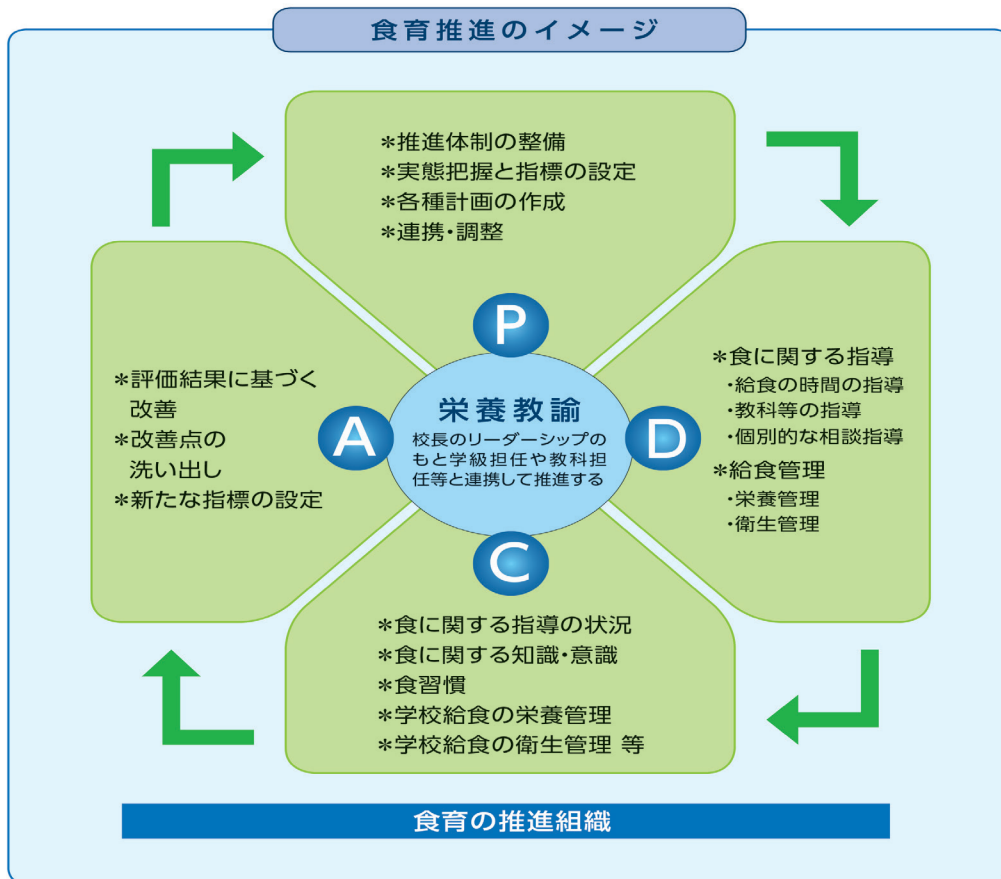 食育推進のイメージ
＊推進体制の整備
＊実態把握と指標の設定
＊各種計画の作成
＊連携・調整
P
＊食に関する指導
・給食の時間の指導
・教科等の指導
・個別的な相談指導
＊給食管理
・栄養管理
・衛生管理
D
栄養教諭
校長のリーダーシップの
もと学級担任や教科担
任等と連携して推進する
C
＊食に関する指導の状況
＊食に関する知識・意識
＊食習慣
＊学校給食の栄養管理
＊学校給食の衛生管理 等
A
＊評価結果に基づく
改善
＊改善点の
洗い出し
＊新たな指標の設定
食育の推進組織